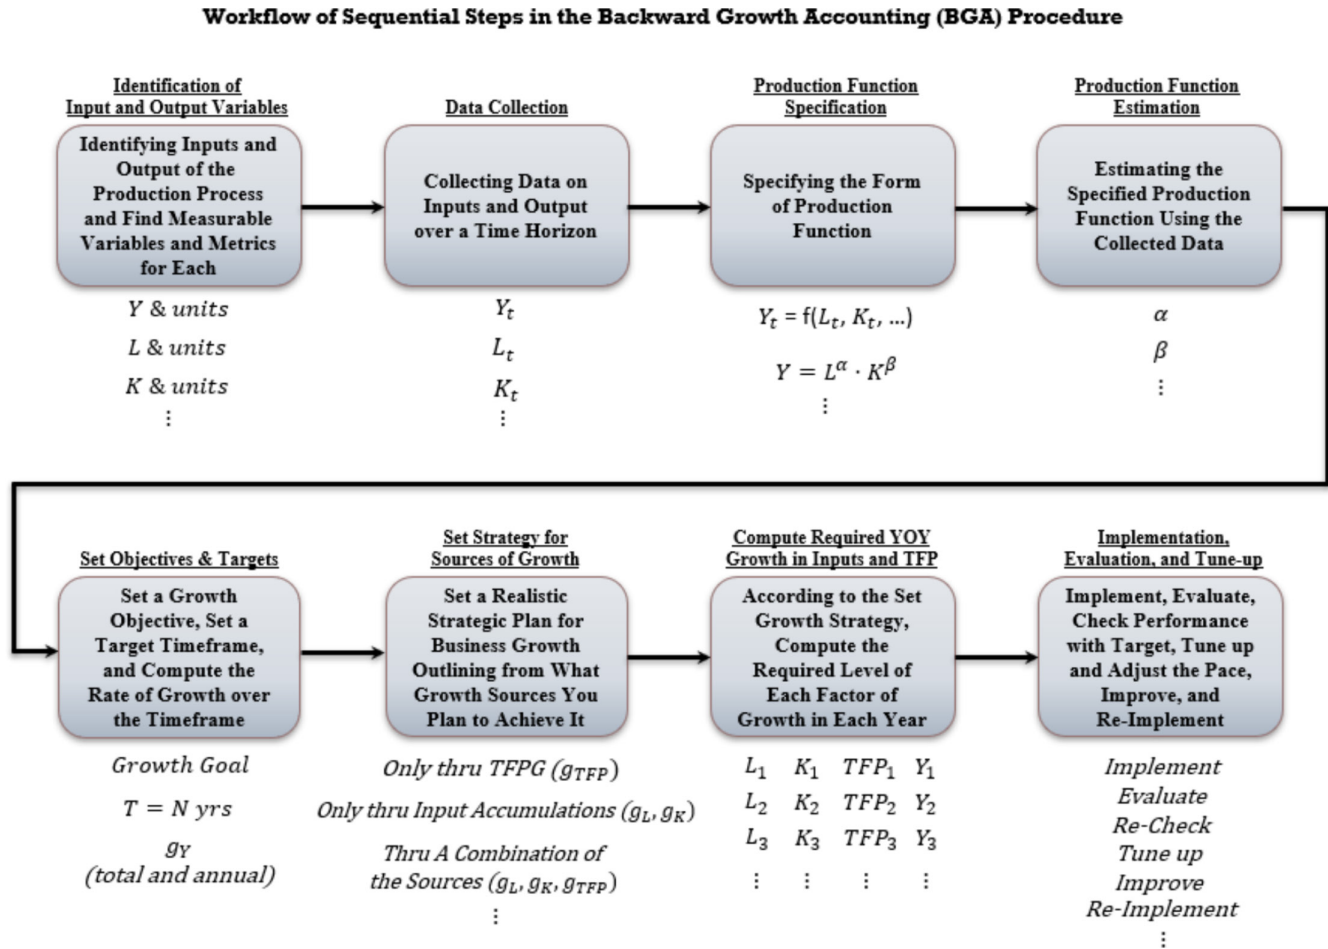 Workflow of Sequential Steps in the Backward Growth Accounting (BGA) Procedure
Identification of
Input and Output Variables
Identifying Inputs and
Output of the
Production Process
and Find Measurable
Variables and Metrics
for Each
Y & units
L & units
K & units
⋮
Data Collection
Collecting Data on
Inputs and Output
over a Time Horizon
Y_t
L_t
K_t
⋮
Production Function
Specification
Specifying the Form
of Production
Function
Y_t = f(L_t, K_t, ...)
Y = L^α · K^β
⋮
Production Function
Estimation
Estimating the
Specified Production
Function Using the
Collected Data
α
β
⋮
Set Objectives & Targets
Set a Growth
Objective, Set a
Target Timeframe,
and Compute the
Rate of Growth over
the Timeframe
Growth Goal
T = N yrs
g_Y
(total and annual)
Set Strategy for
Sources of Growth
Set a Realistic
Strategic Plan for
Business Growth
Outlining from What
Growth Sources You
Plan to Achieve It
Only thru TFPG (g_TFP)
Only thru Input Accumulations (g_L, g_K)
Thru A Combination of
the Sources (g_L, g_K, g_TFP)
⋮
Compute Required YOY
Growth in Inputs and TFP
According to the Set
Growth Strategy,
Compute the
Required Level of
Each Factor of
Growth in Each Year
L_1 K_1 TFP_1 Y_1
L_2 K_2 TFP_2 Y_2
L_3 K_3 TFP_3 Y_3
⋮ ⋮ ⋮ ⋮
Implementation,
Evaluation, and Tune-up
Implement, Evaluate,
Check Performance
with Target, Tune up
and Adjust the Pace,
Improve, and
Re-Implement
Implement
Evaluate
Re-Check
Tune up
Improve
Re-Implement
⋮